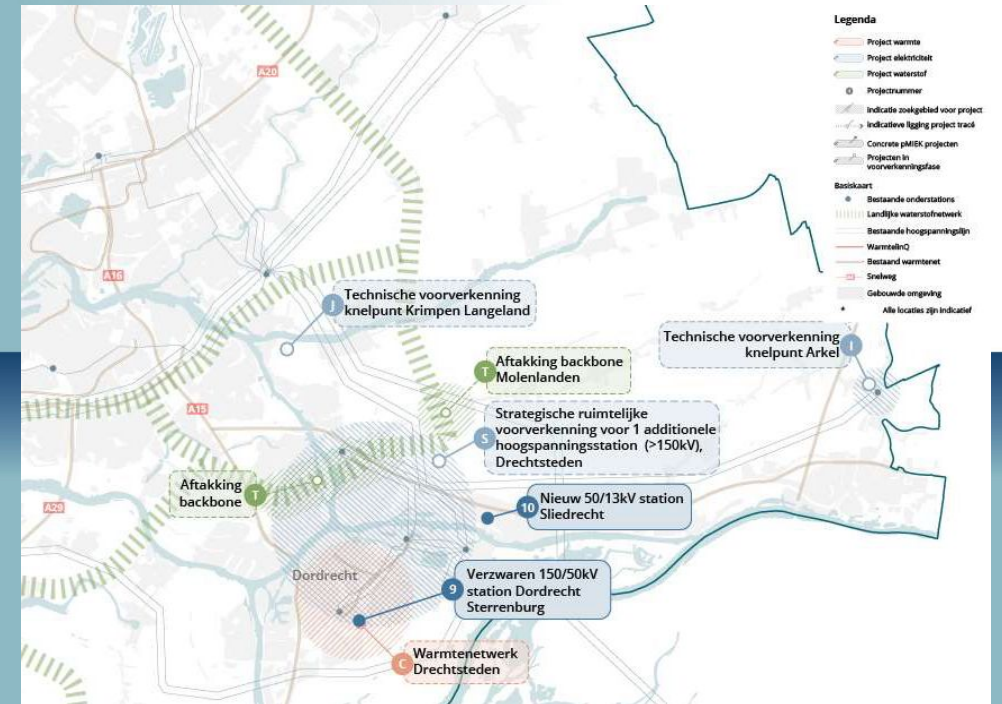 Legenda
Project warmte
Project elektriciteit
Project waterstof
Projectnummer
Indicatie zoekgebied voor project
Indicatieve ligging project tracé
Concrete pMIEK projecten
Projecten in
voorverkenningsfase
Basiskaart
Bestaande onderstations
Landlijke waterstofnetwerk
Bestaande hoogspanningslijn
WarmtelinQ
Bestaand warmtenet
Snelweg
Gebouwde omgeving
Alle locaties zijn indicatief
A20
A16
J
Technische voorverkenning
knelpunt Krimpen Langeland
Technische voorverkenning
knelpunt Arkel
I
T
Aftakking backbone
Molenlanden
A15
S
Strategische ruimtelijke
voorverkenning voor 1 additionele
hoogspanningsstation (>150kV),
Drechtsteden
Aftakking
backbone
T
A29
10
Nieuw 50/13kV station
Sliedrecht
Dordrecht
9
Verzwaren 150/50kV
station Dordrecht
Sterrenburg
C
Warmtenetwerk
Drechtsteden